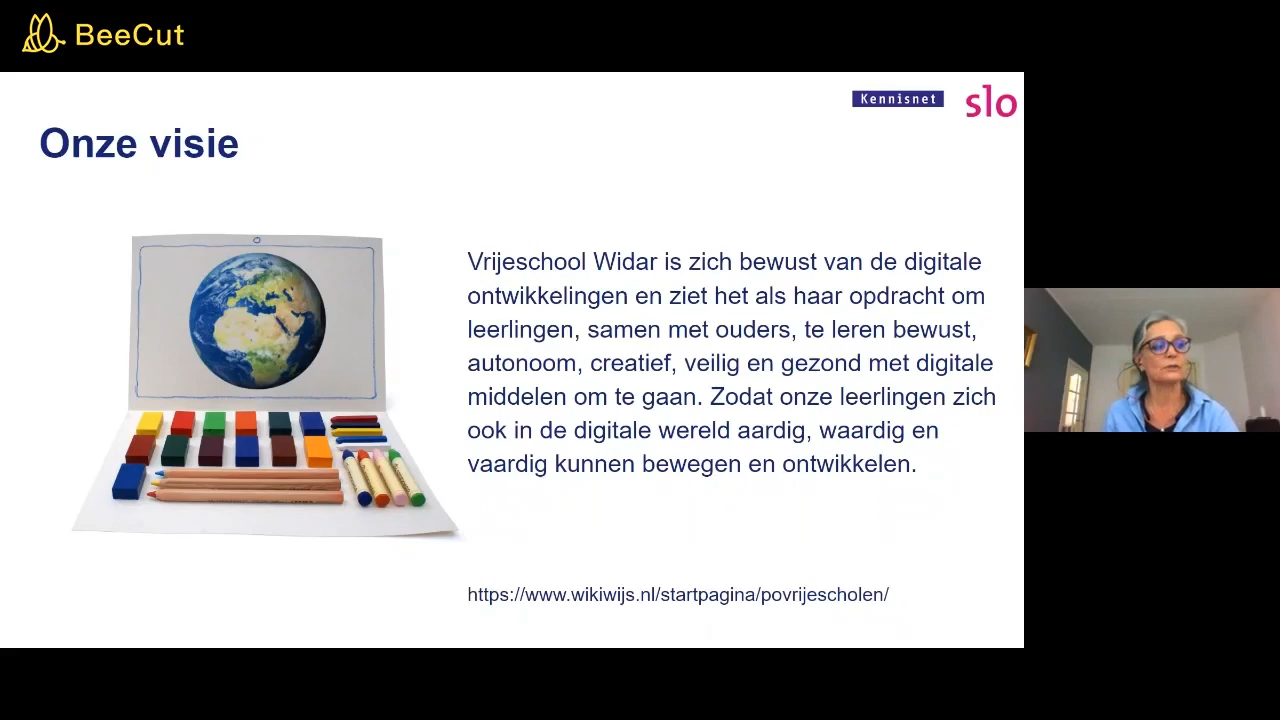 BeeCut
Kennisnet
slo
Onze visie
Vrijeschool Widar is zich bewust van de digitale
ontwikkelingen en ziet het als haar opdracht om
leerlingen, samen met ouders, te leren bewust,
autonoom, creatief, veilig en gezond met digitale
middelen om te gaan. Zodat onze leerlingen zich
ook in de digitale wereld aardig, waardig en
vaardig kunnen bewegen en ontwikkelen.
https://www.wikiwijs.nl/startpagina/povrijescholen/